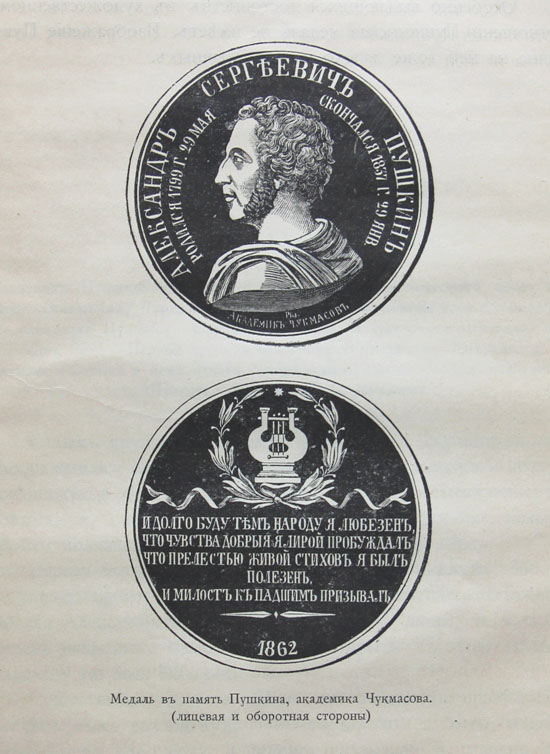 АЛЕКСАНДРЪ СЕРГѢЕВИЧЪ ПУШКИНЪ
РОДИЛСЯ 1799 Г. 29 МАЯ
СКОНЧАЛСЯ 1837 Г. 29 ЯНВ
АКАДЕМИКЪ ЧУКМАСОВЪ
И ДОЛГО БУДУ ТѢМЪ НАРОДУ Я ЛЮБЕЗЕНЪ,
ЧТО ЧУВСТВА ДОБРЫЯ Я ЛИРОЙ ПРОБУЖДАЛЪ
ЧТО ПРЕЛЕСТЬЮ ЖИВОЙ СТИХОВЪ Я БЫЛЪ
ПОЛЕЗЕНЪ,
И МИЛОСТЬ КЪ ПАДШИМЪ ПРИЗЫВАЛЪ
1862
Медаль въ память Пушкина, академика Чукмасова.
(лицевая и оборотная стороны)